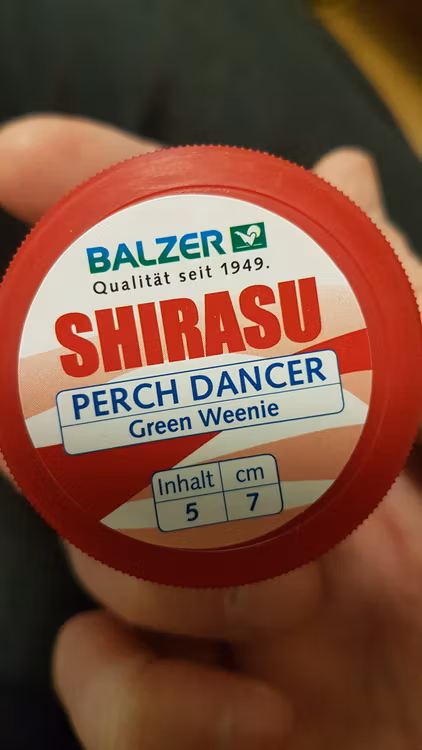 BALZER
Qualität seit 1949.
SHIRASU
PERCH DANCER
Green Weenie
Inhalt cm
5 7